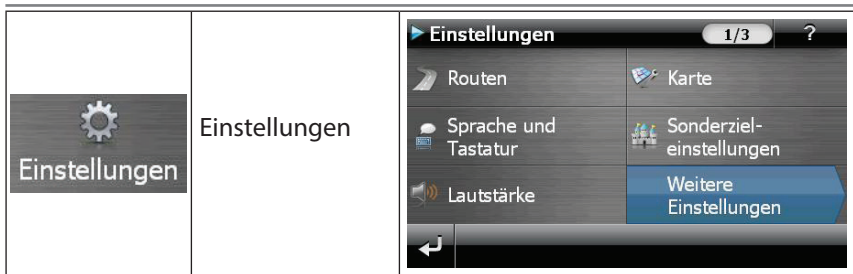 Einstellungen
Einstellungen
Einstellungen 1/3 ?
Routen
Karte
Sprache und
Tastatur
Sonderziel-
einstellungen
Lautstärke
Weitere
Einstellungen